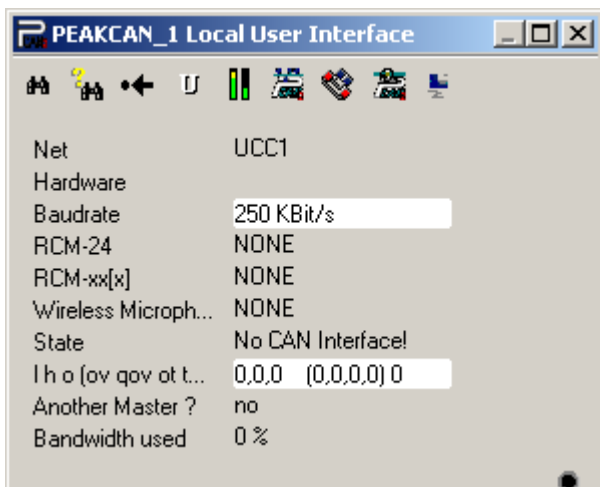 PEAKCAN_1 Local User Interface
U
Net UCC1
Hardware
Baudrate 250 KBit/s
RCM-24 NONE
RCM-xx[x] NONE
Wireless Microph... NONE
State No CAN Interface!
l h o (ov qov ot t... 0,0,0 (0,0,0,0) 0
Another Master ? no
Bandwidth used 0 %